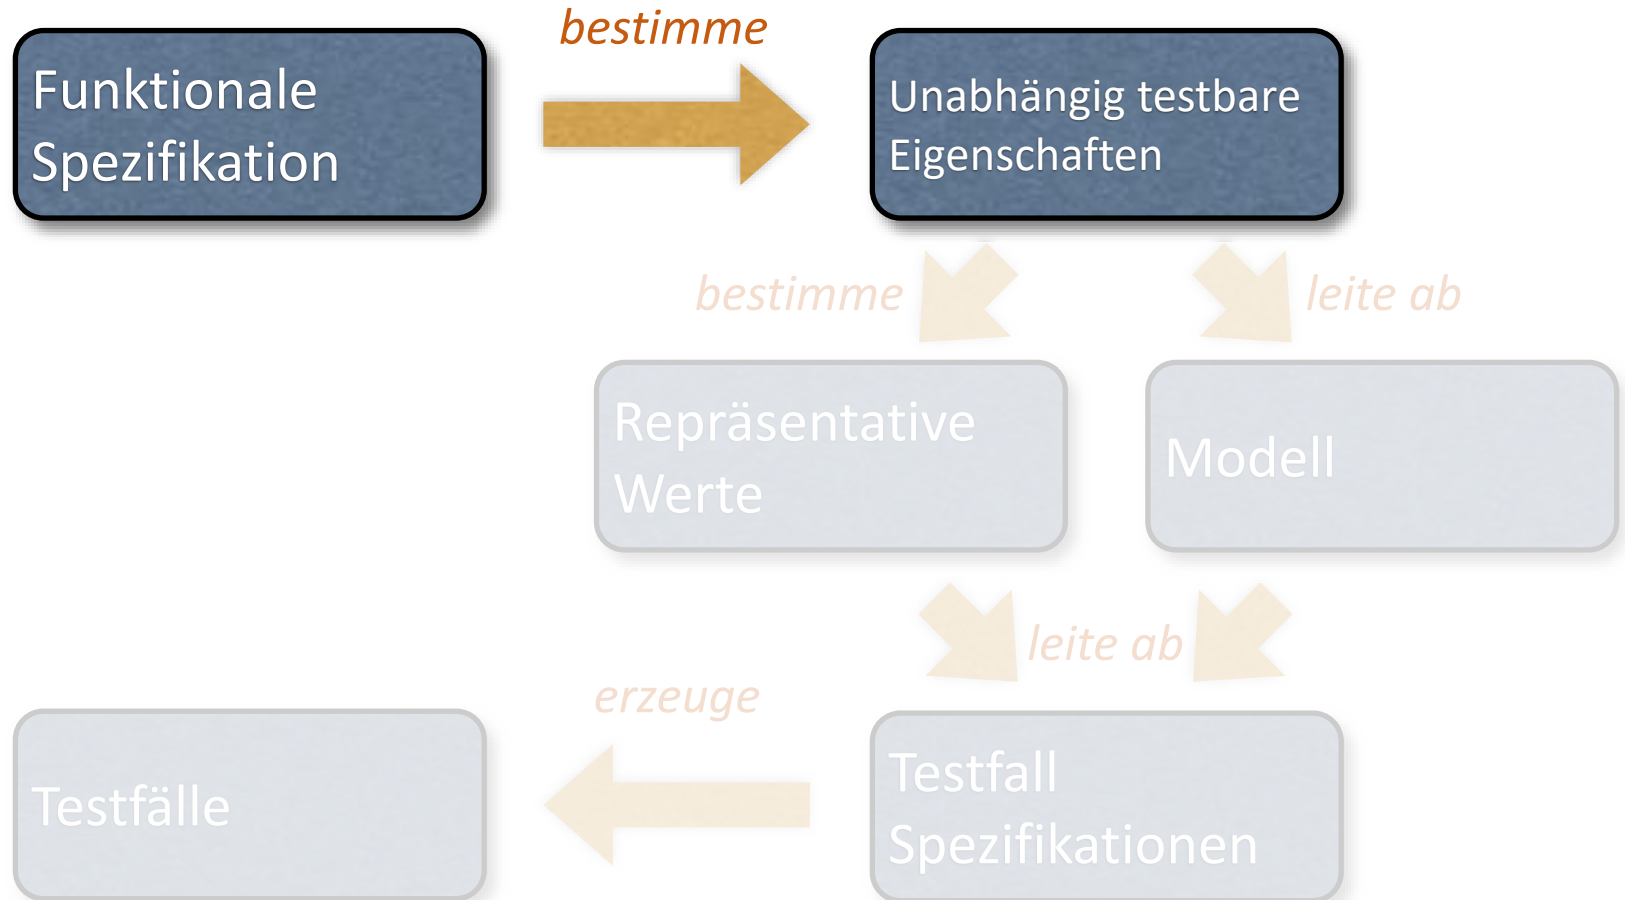 bestimme
Funktionale
Spezifikation
Unabhängig testbare
Eigenschaften
bestimme
leite ab
Repräsentative
Werte
Modell
leite ab
erzeuge
Testfälle
Testfall
Spezifikationen